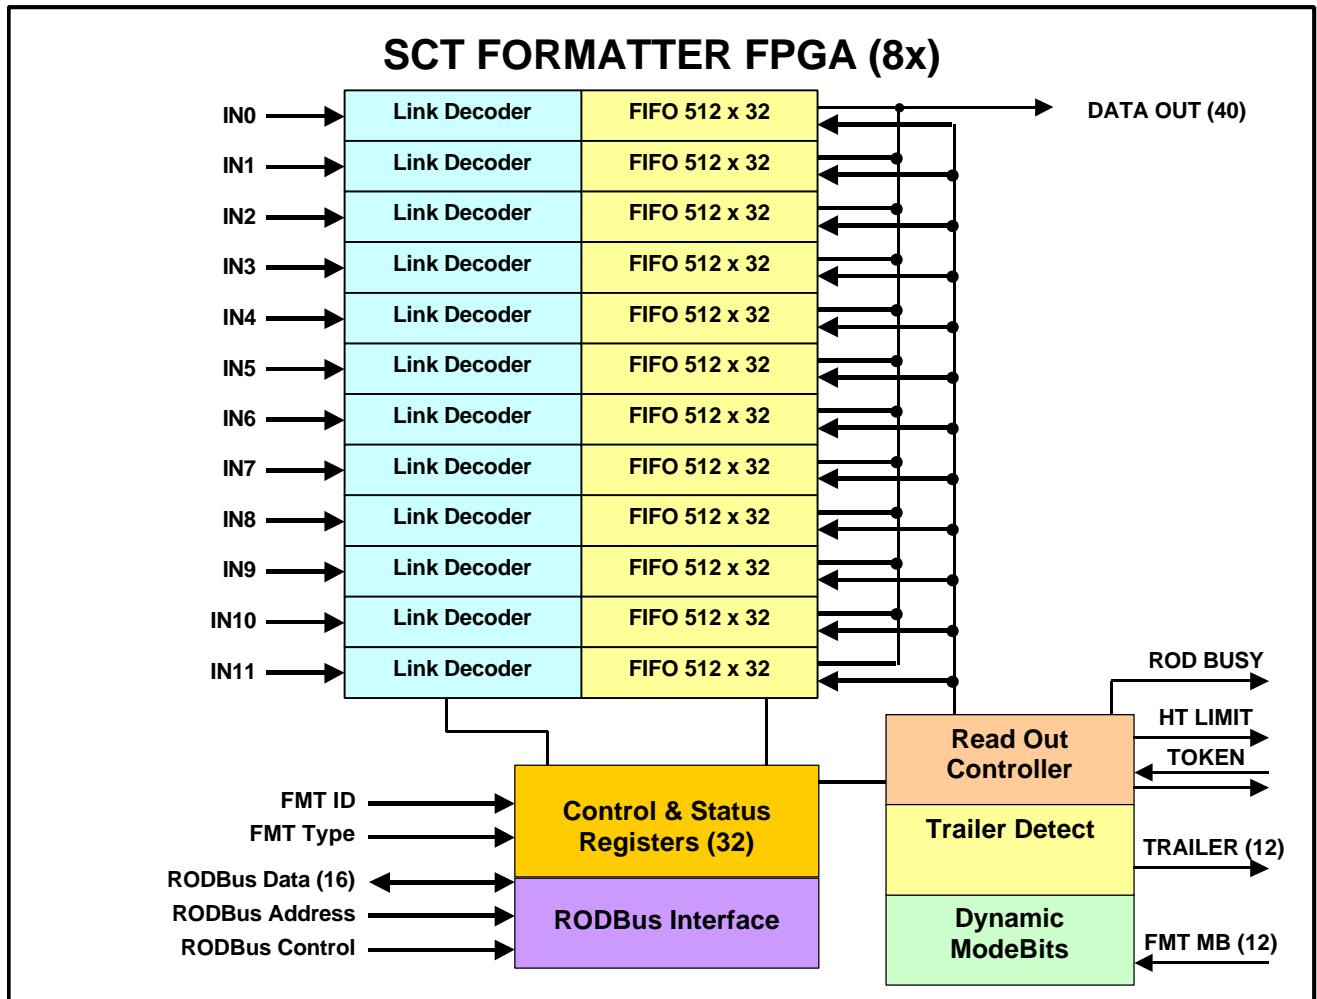 SCT FORMATTER FPGA (8x)
IN0 Link Decoder FIFO 512 x 32 DATA OUT (40)
IN1 Link Decoder FIFO 512 x 32
IN2 Link Decoder FIFO 512 x 32
IN3 Link Decoder FIFO 512 x 32
IN4 Link Decoder FIFO 512 x 32
IN5 Link Decoder FIFO 512 x 32
IN6 Link Decoder FIFO 512 x 32
IN7 Link Decoder FIFO 512 x 32
IN8 Link Decoder FIFO 512 x 32
IN9 Link Decoder FIFO 512 x 32
IN10 Link Decoder FIFO 512 x 32
IN11 Link Decoder FIFO 512 x 32
FMT ID
FMT Type
RODBus Data (16)
RODBus Address
RODBus Control
Control & Status
Registers (32)
RODBus Interface
Read Out
Controller
Trailer Detect
Dynamic
ModeBits
ROD BUSY
HT LIMIT
TOKEN
TRAILER (12)
FMT MB (12)